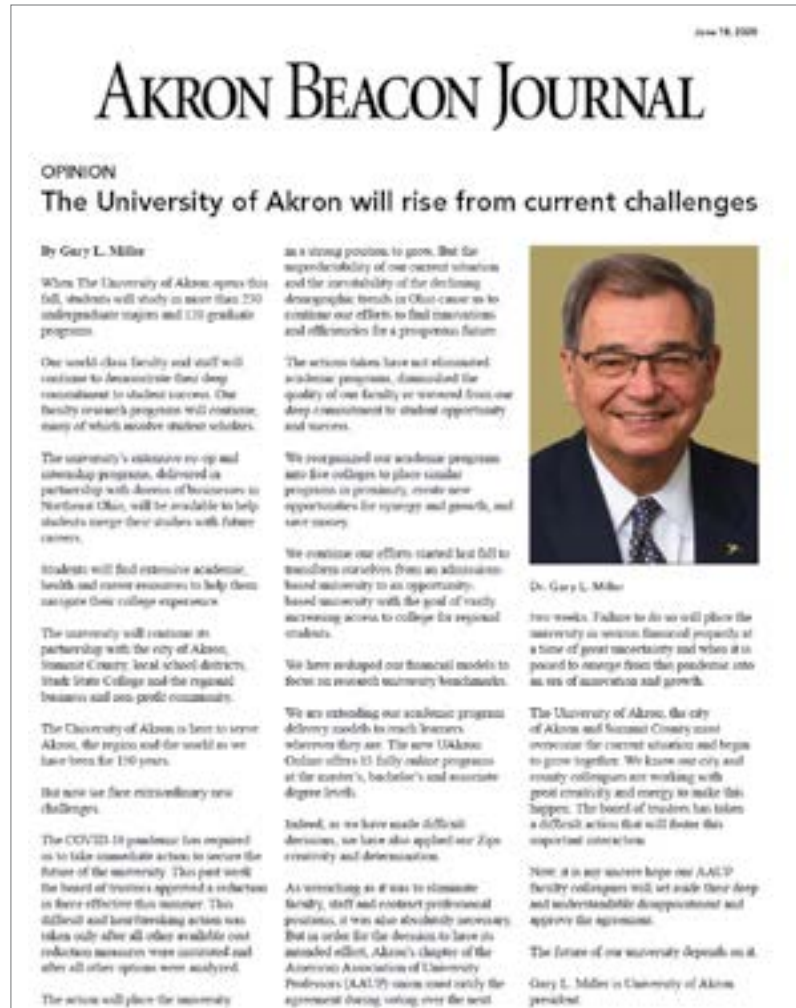 AKRON BEACON JOURNAL
OPINION
The University of Akron will rise from current challenges
By Gary L. Miller
When The University of Akron opens this
fall, students will study in more than
undergraduate majors and graduate
programs.
Our world-class faculty and staff will
continue to demonstrate their deep
commitment to student success. Our
faculty research programs will continue,
many of which involve student scholars.
The university's extensive co-op and
internship programs, delivered in
partnership with dozens of businesses in
Northeast Ohio, will be available to help
students merge their studies with future
careers.
Students will find extensive academic,
health and career resources to help them
navigate their college experience.
The university will continue its
partnership with the city of Akron,
Summit County, local school districts,
Stark State College and the regional
business and non-profit community.
The University of Akron is here to serve
Akron, the region and the world as we
have been for 150 years.
But now we face extraordinary new
challenges.
The COVID-19 pandemic has required
us to take immediate action to secure the
future of the university. This past week
the board of trustees approved a reduction
in force effective this summer. This
difficult and heartbreaking action was
taken only after all other available cost
reduction measures were instituted and
after all other options were analyzed.
The action will place the university
in a strong position to grow. But the
unpredictability of our current situation
and the inevitability of the declining
demographic trends in Ohio cause us to
continue our efforts to find innovations
and efficiencies for a prosperous future.
The actions taken have not eliminated
academic programs, diminished the
quality of our faculty or wavered from our
deep commitment to student opportunity
and success.
We reorganized our academic programs
into five colleges to place similar
programs in proximity, create new
opportunities for synergy and growth, and
save money.
We continue our efforts started last fall to
transform ourselves from an admissions-
based university to an opportunity-
based university with the goal of vastly
increasing access to college for regional
students.
We have reshaped our financial models to
focus on research university benchmarks.
We are extending our academic program
delivery models to reach learners
wherever they are. The new UAkron
Online offers fully online programs
at the master's, bachelor's and associate
degree levels.
Indeed, as we have made difficult
decisions, we have also applied our Zips
creativity and determination.
As wrenching as it was to eliminate
faculty, staff and contract professional
positions, it was also absolutely necessary.
But in order for the decision to have its
intended effect, Akron's chapter of the
American Association of University
Professors (AAUP) union must ratify the
agreement during voting over the next
Dr. Gary L. Miller
two weeks. Failure to do so will place the
university in serious financial jeopardy at
a time of great uncertainty and when it is
poised to emerge from this pandemic into
an era of innovation and growth.
The University of Akron, the city
of Akron and Summit County must
overcome the current situation and begin
to grow together. We know our city and
county colleagues are working with
great creativity and energy to make this
happen. The board of trustees has taken
a difficult action that will foster this
important interaction.
Now, it is my sincere hope our AAUP
faculty colleagues will set aside their deep
and understandable disappointment and
approve the agreement.
The future of our university depends on it.
Gary L. Miller is University of Akron
president.